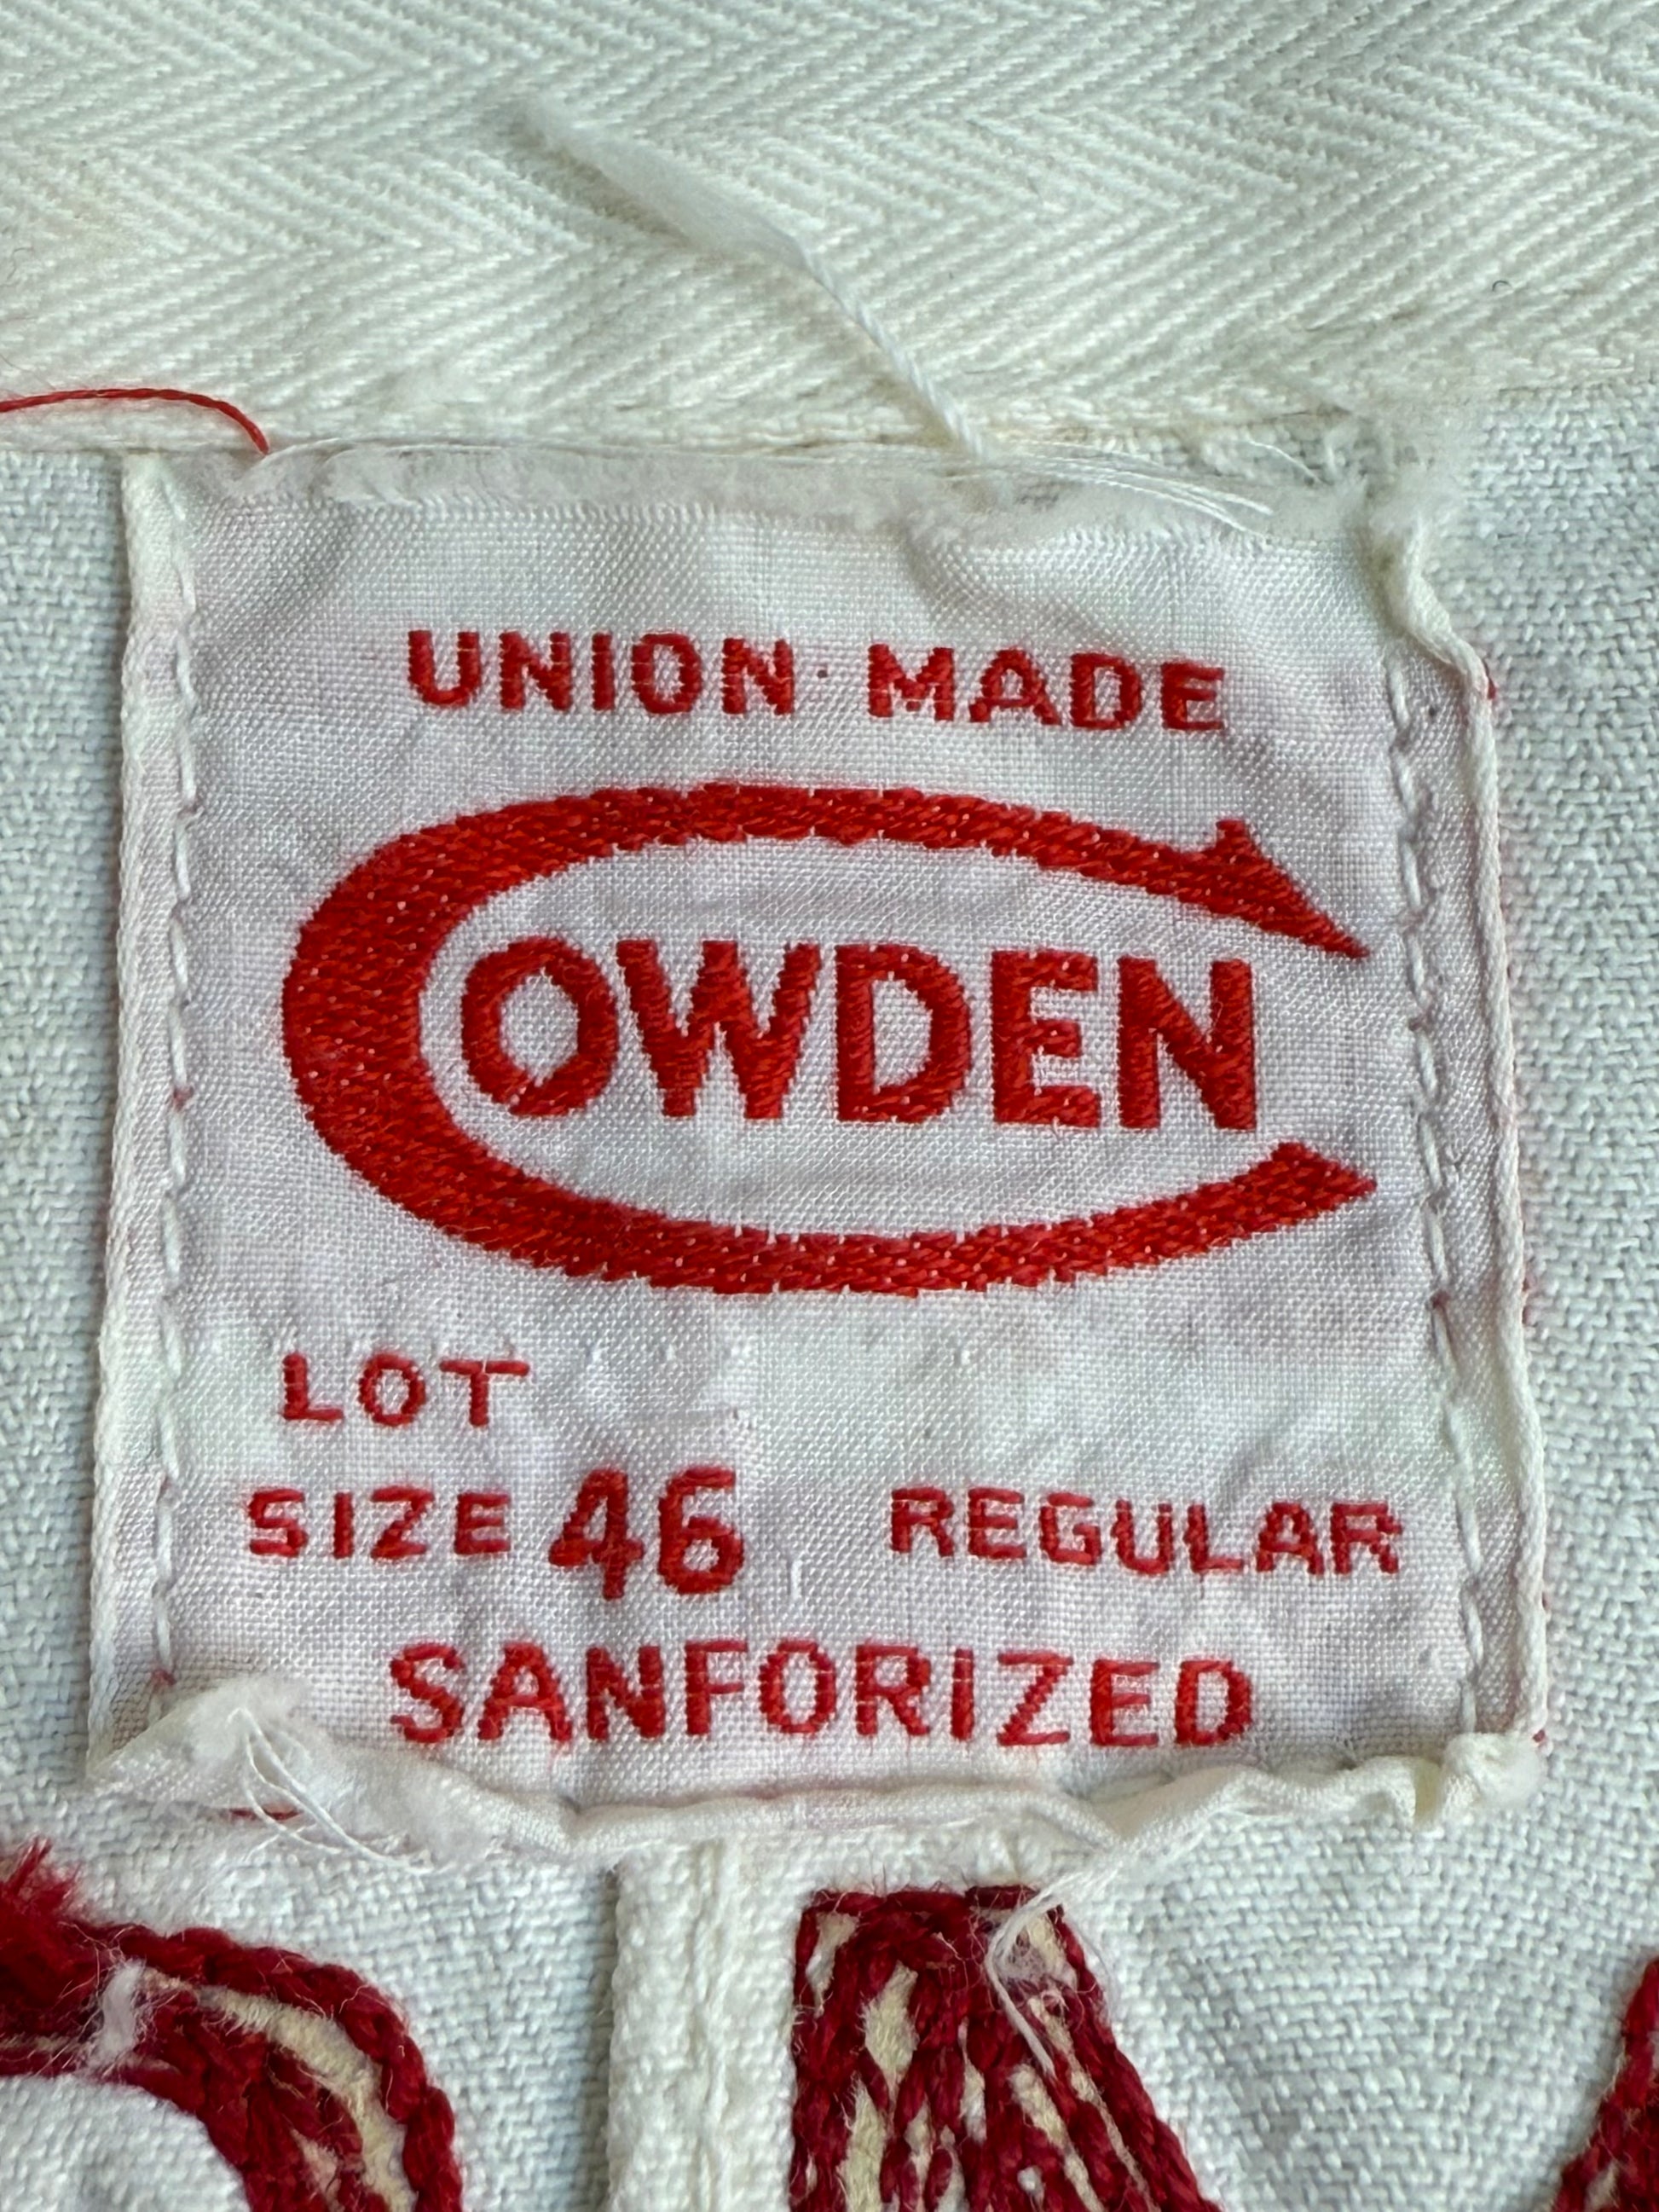 UNION MADE
COWDEN
LOT
SIZE 46 REGULAR
SANFORIZED